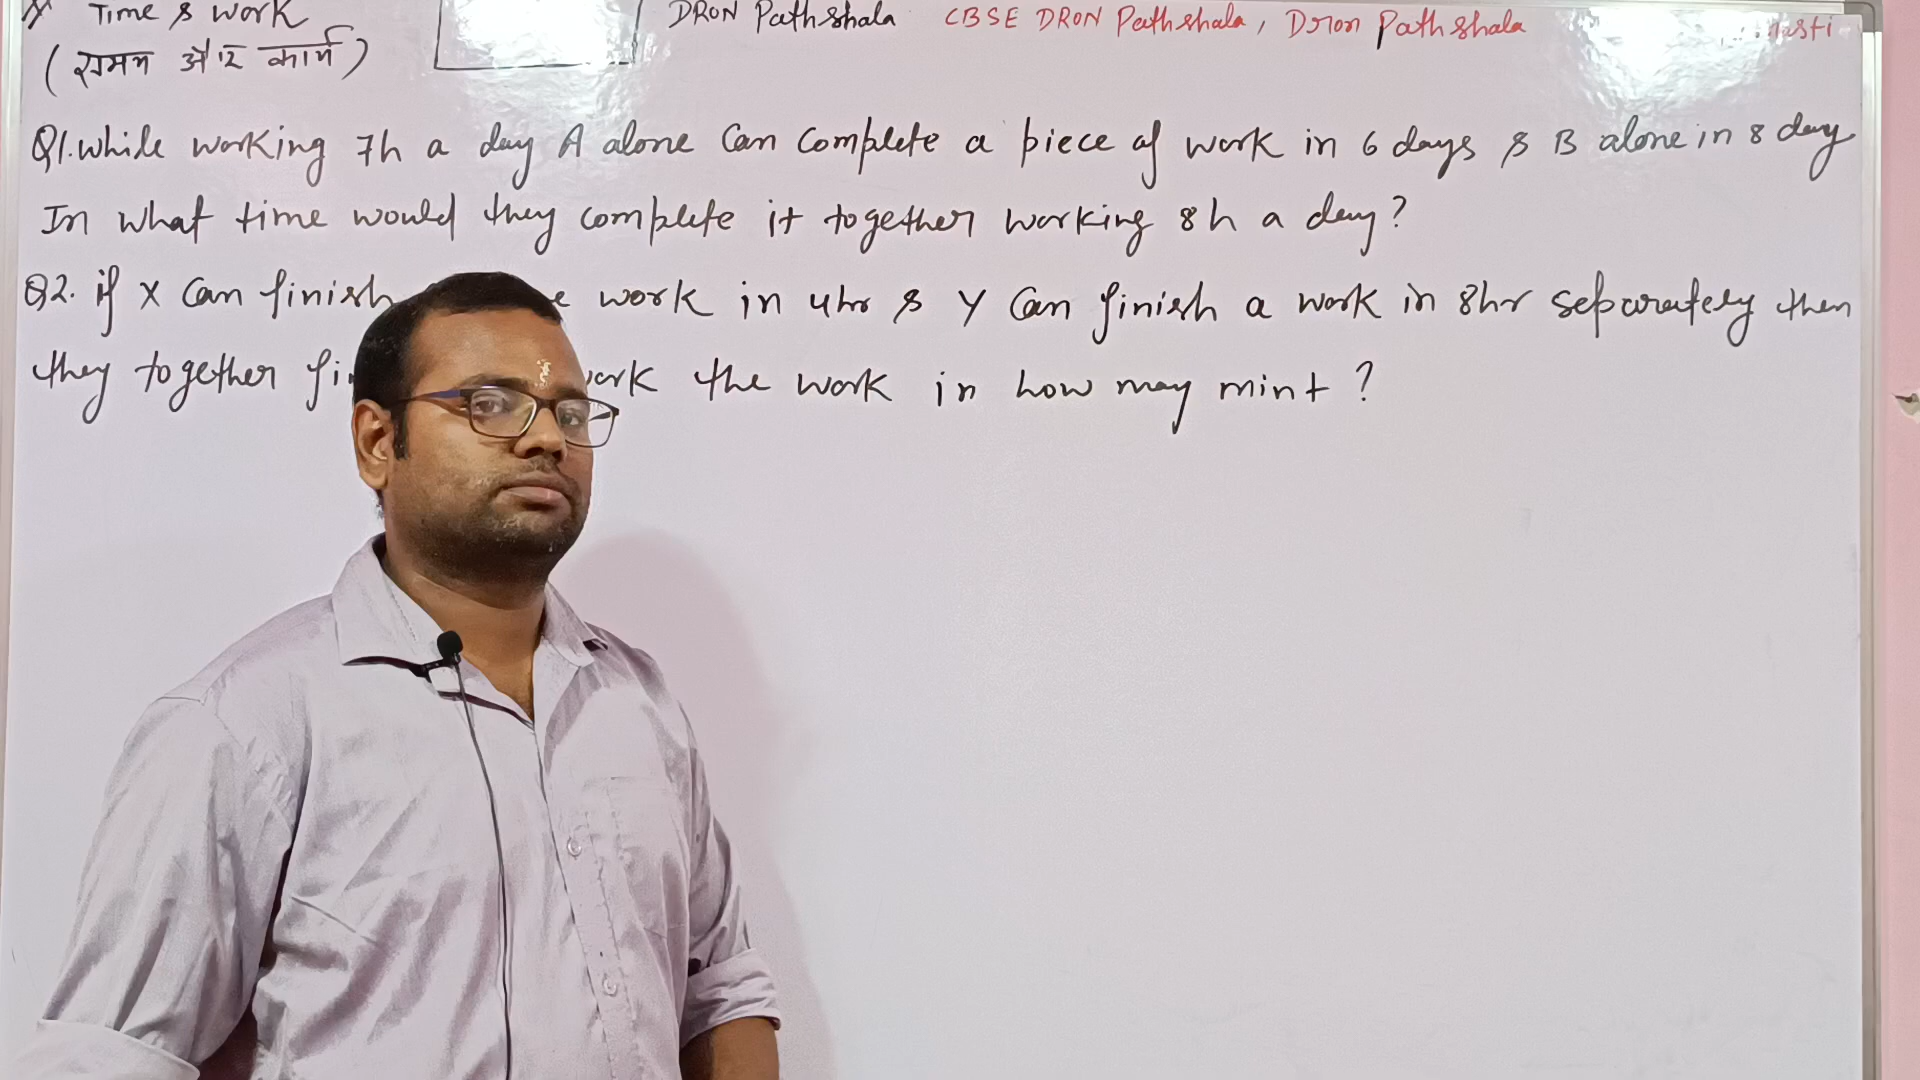 Time & work
DRON Pathshala CBSE DRON Pathshala, Dron Pathshala
(समय और कार्य)
Q1. While working 7h a day A alone Can Complete a piece of work in 6 days & B alone in 8 day
In what time would they complete it together working 8h a day?
Q2. if X Can finish work in 4hr & Y Can finish a work in 8hr separately then
they together the work in how may mint?